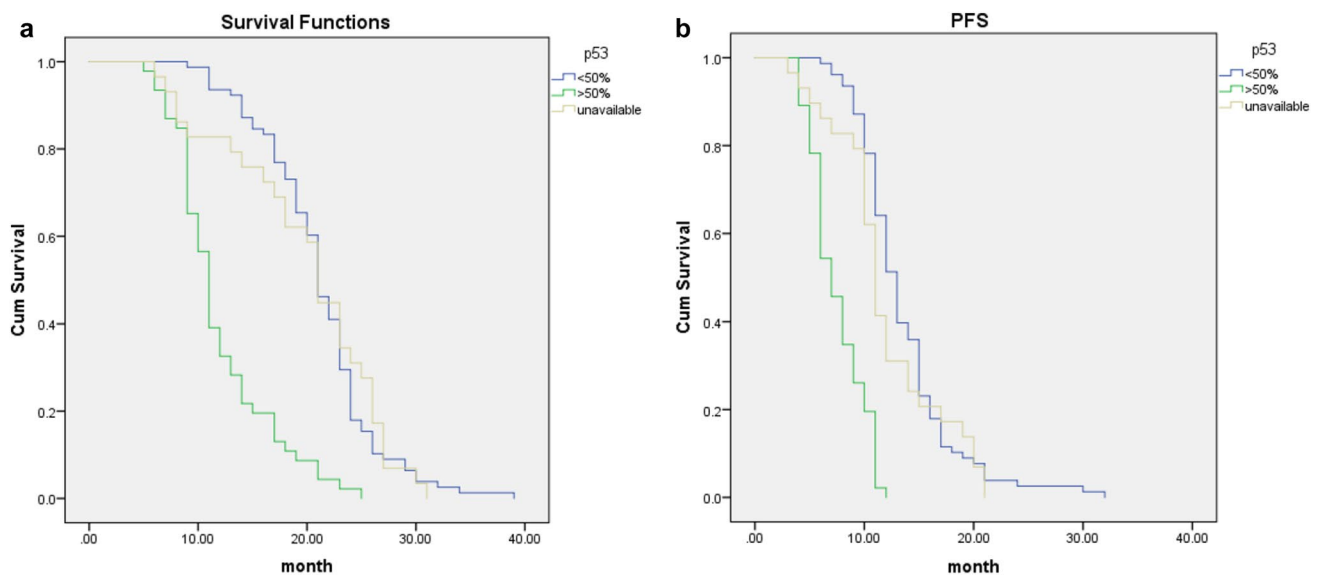 a
Survival Functions
p53
<50%
>50%
unavailable
Cum Survival
1.0
0.8
0.6
0.4
0.2
0.0
.00 10.00 20.00 30.00 40.00
month
b
PFS
p53
<50%
>50%
unavailable
Cum Survival
1.0
0.8
0.6
0.4
0.2
0.0
.00 10.00 20.00 30.00 40.00
month